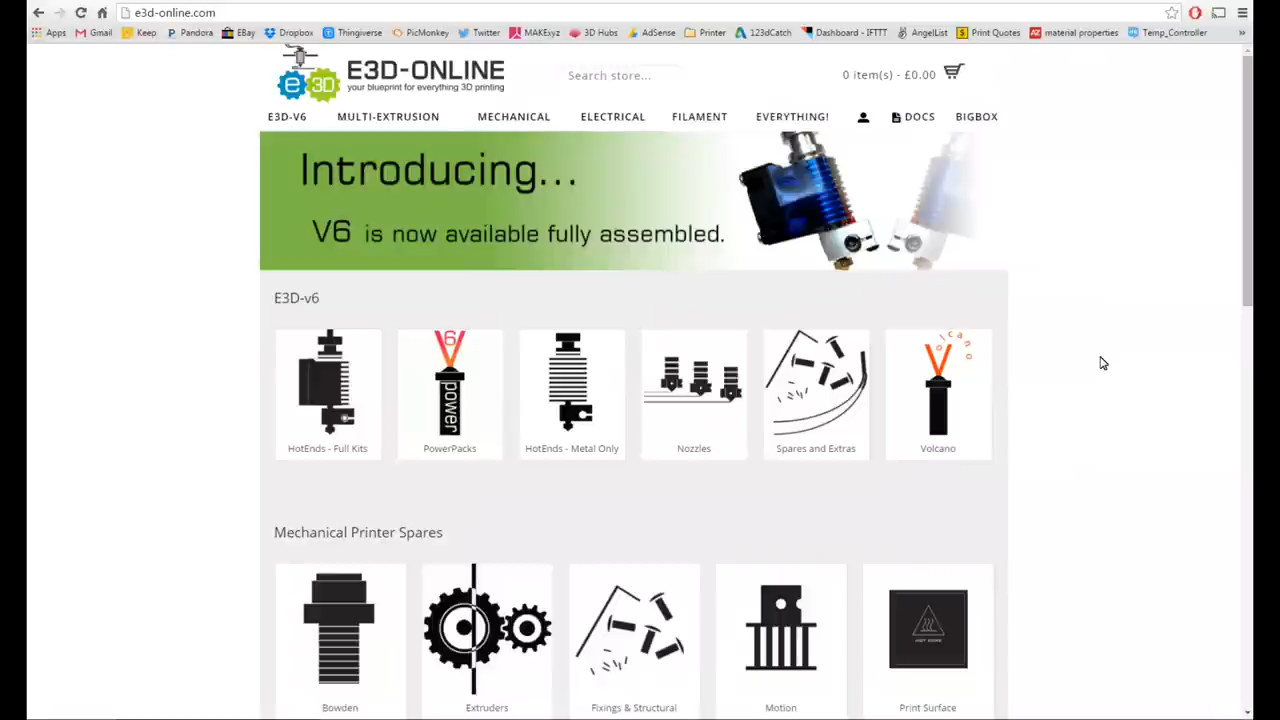 e3d-online.com
Apps Gmail Keep Pandora EBay Dropbox Thingiverse PicMonkey Twitter MAKExyz 3D Hubs AdSense Printer 123dCatch Dashboard - IFTTT AngelList Print Quotes material properties Temp_Controller »
e 3D E3D-ONLINE
your blueprint for everything 3D printing
Search store...
0 item(s) - £0.00
E3D-V6 MULTI-EXTRUSION MECHANICAL ELECTRICAL FILAMENT EVERYTHING! DOCS BIGBOX
Introducing...
V6 is now available fully assembled.
E3D-v6
V6
power
Volcano
HotEnds - Full Kits PowerPacks HotEnds - Metal Only Nozzles Spares and Extras Volcano
Mechanical Printer Spares
Bowden Extruders Fixings & Structural Motion Print Surface